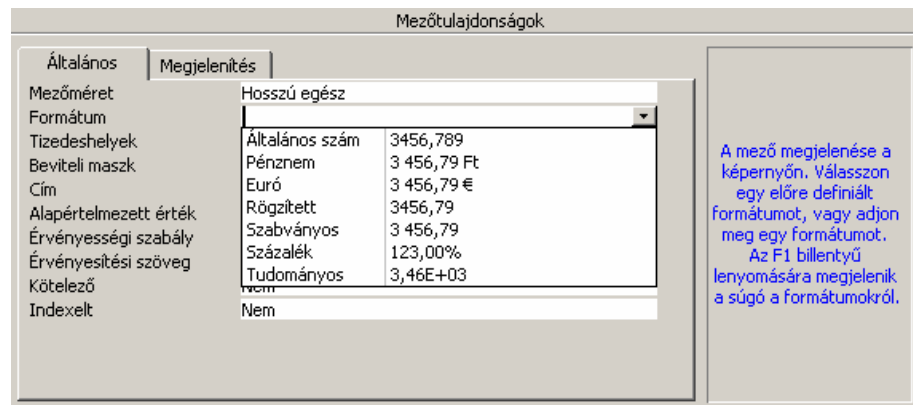 Mezőtulajdonságok
Általános Megjelenítés
Mezőméret Hosszú egész
Formátum
Tizedeshelyek Általános szám 3456,789
Beviteli maszk Pénznem 3 456,79 Ft
Cím Euró 3 456,79 €
Alapértelmezett érték Rögzített 3456,79
Érvényességi szabály Szabványos 3 456,79
Érvényesítési szöveg Százalék 123,00%
Kötelező Tudományos 3,46E+03
Nem
Indexelt Nem
A mező megjelenése a
képernyőn. Válasszon
egy előre definiált
formátumot, vagy adjon
meg egy formátumot.
Az F1 billentyű
lenyomására megjelenik
a súgó a formátumokról.